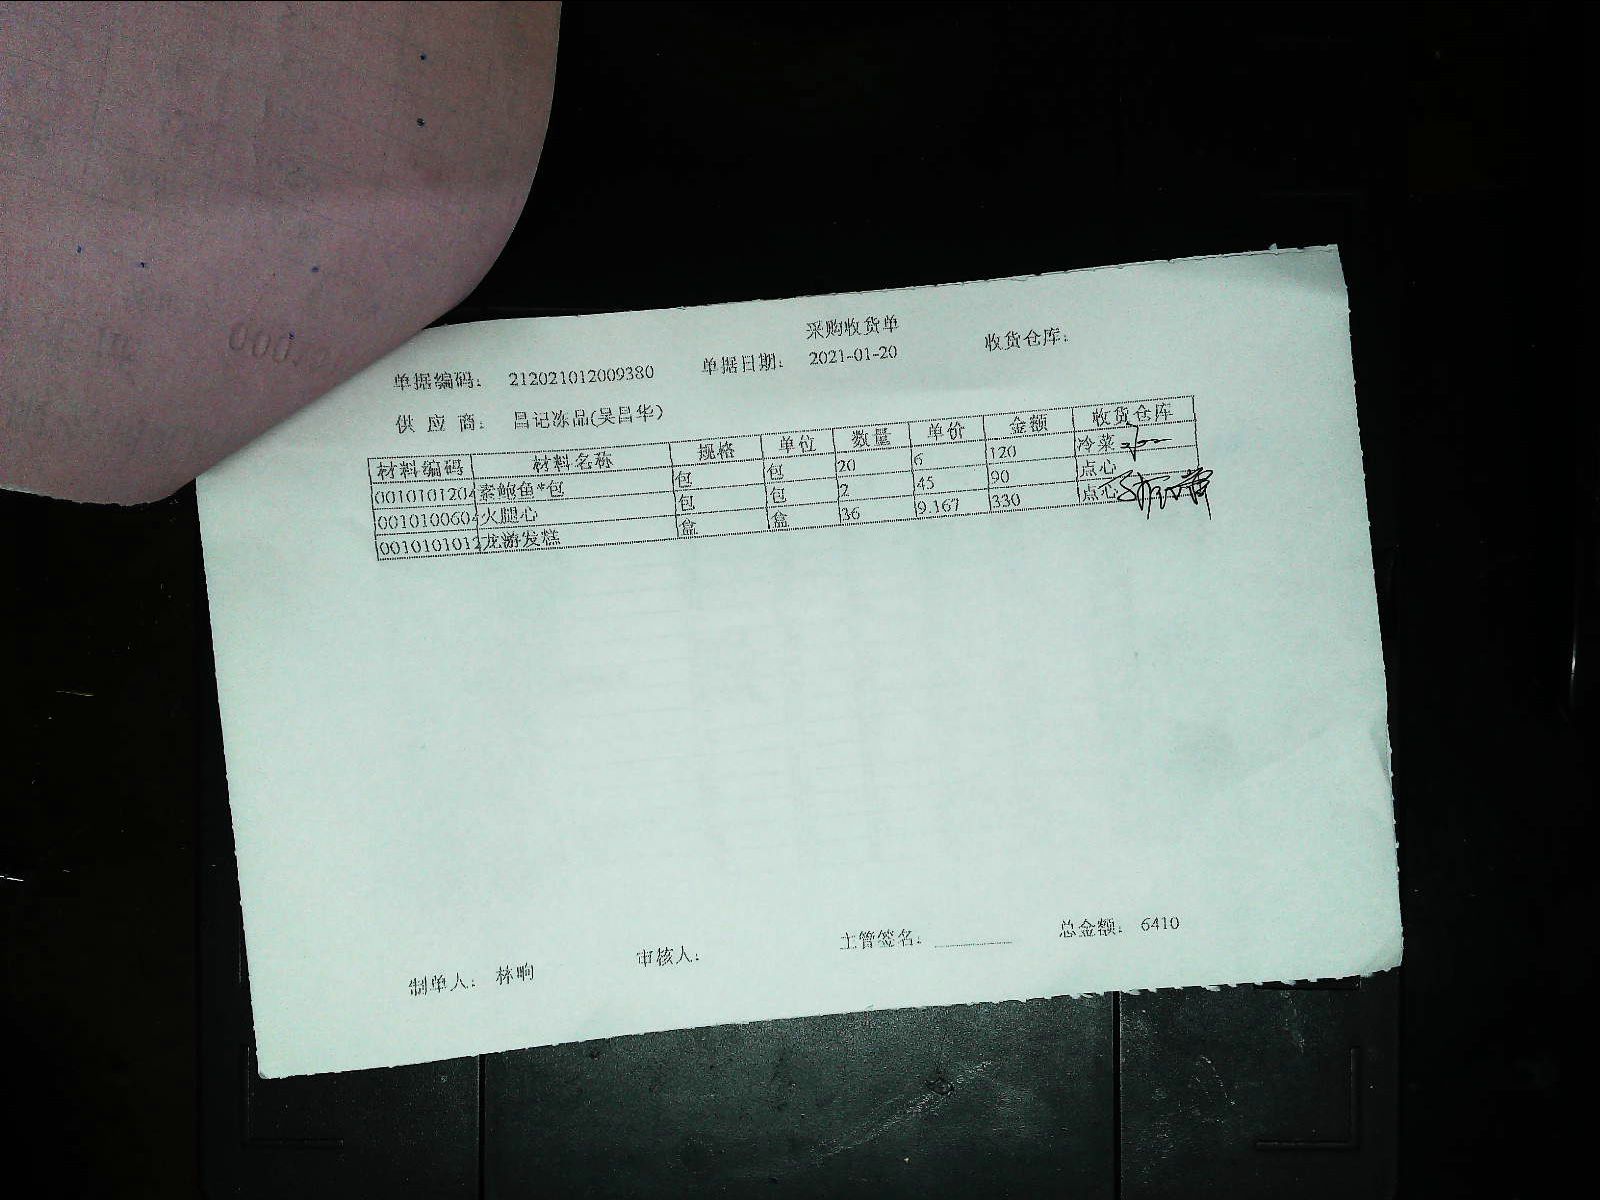 采购收货单
单据编码: 212021012009380 单据日期: 2021-01-20 收货仓库:
供应商: 昌记冻品(吴昌华)
材料编码 材料名称 规格 单位 数量 单价 金额 收货仓库
0010101204 素鲍鱼*包 包 包 20 6 120 冷菜
0010100604 火腿心 包 包 2 45 90 点心
0010101012 龙游发糕 盒 盒 36 9.167 330 点心
制单人: 林晌 审核人: 主管签名: 总金额: 6410
000